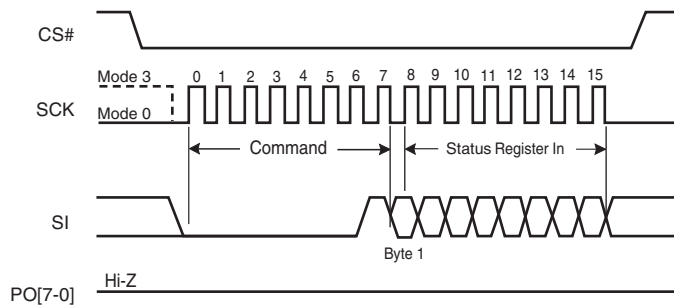 CS#
Mode 3
0 1 2 3 4 5 6 7 8 9 10 11 12 13 14 15
SCK
Mode 0
Command
Status Register In
SI
Byte 1
Hi-Z
PO[7-0]